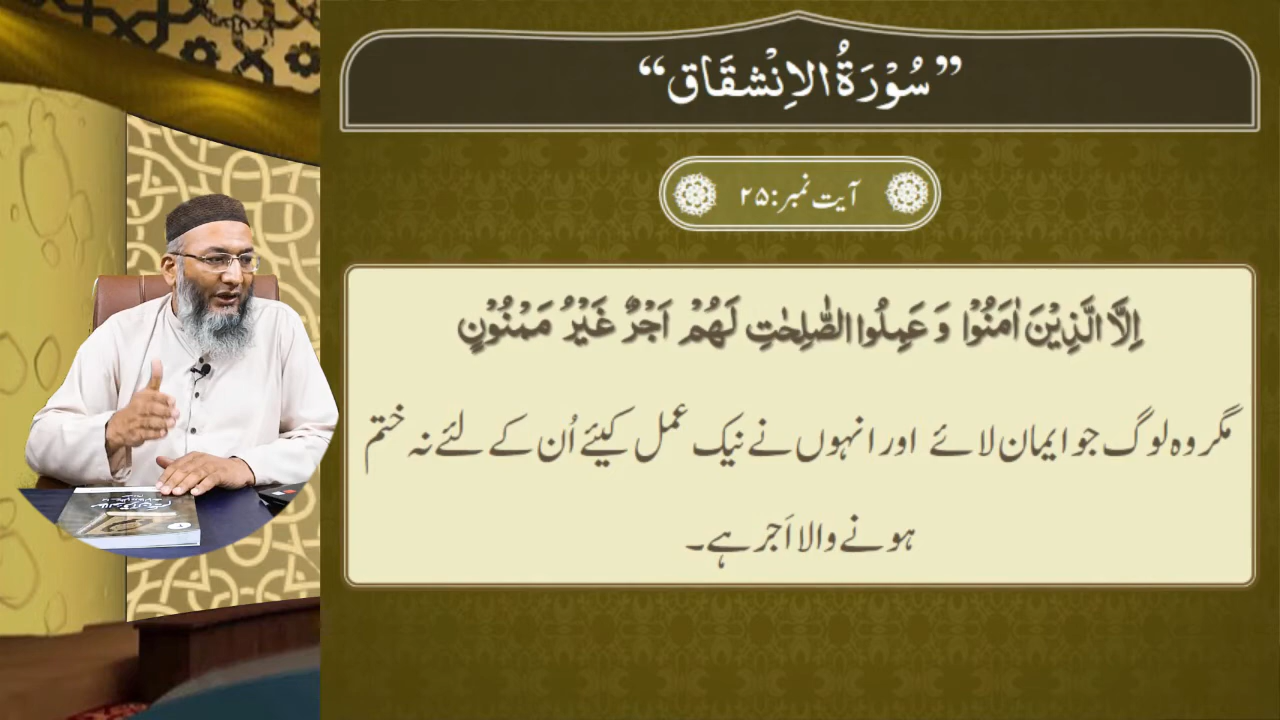 ”سُوْرَۃُ الاِنْشقَاق“
آیت نمبر: ۲۵
اِلَّا الَّذِیْنَ اٰمَنُوْا وَ عَمِلُوا الصّٰلِحٰتِ لَهُمْ اَجْرٌ غَیْرُ مَمْنُوْنٍ
مگر وہ لوگ جو ایمان لائے اور انہوں نے نیک عمل کیئے اُن کے لئے نہ ختم
ہونے والا اَجر ہے۔